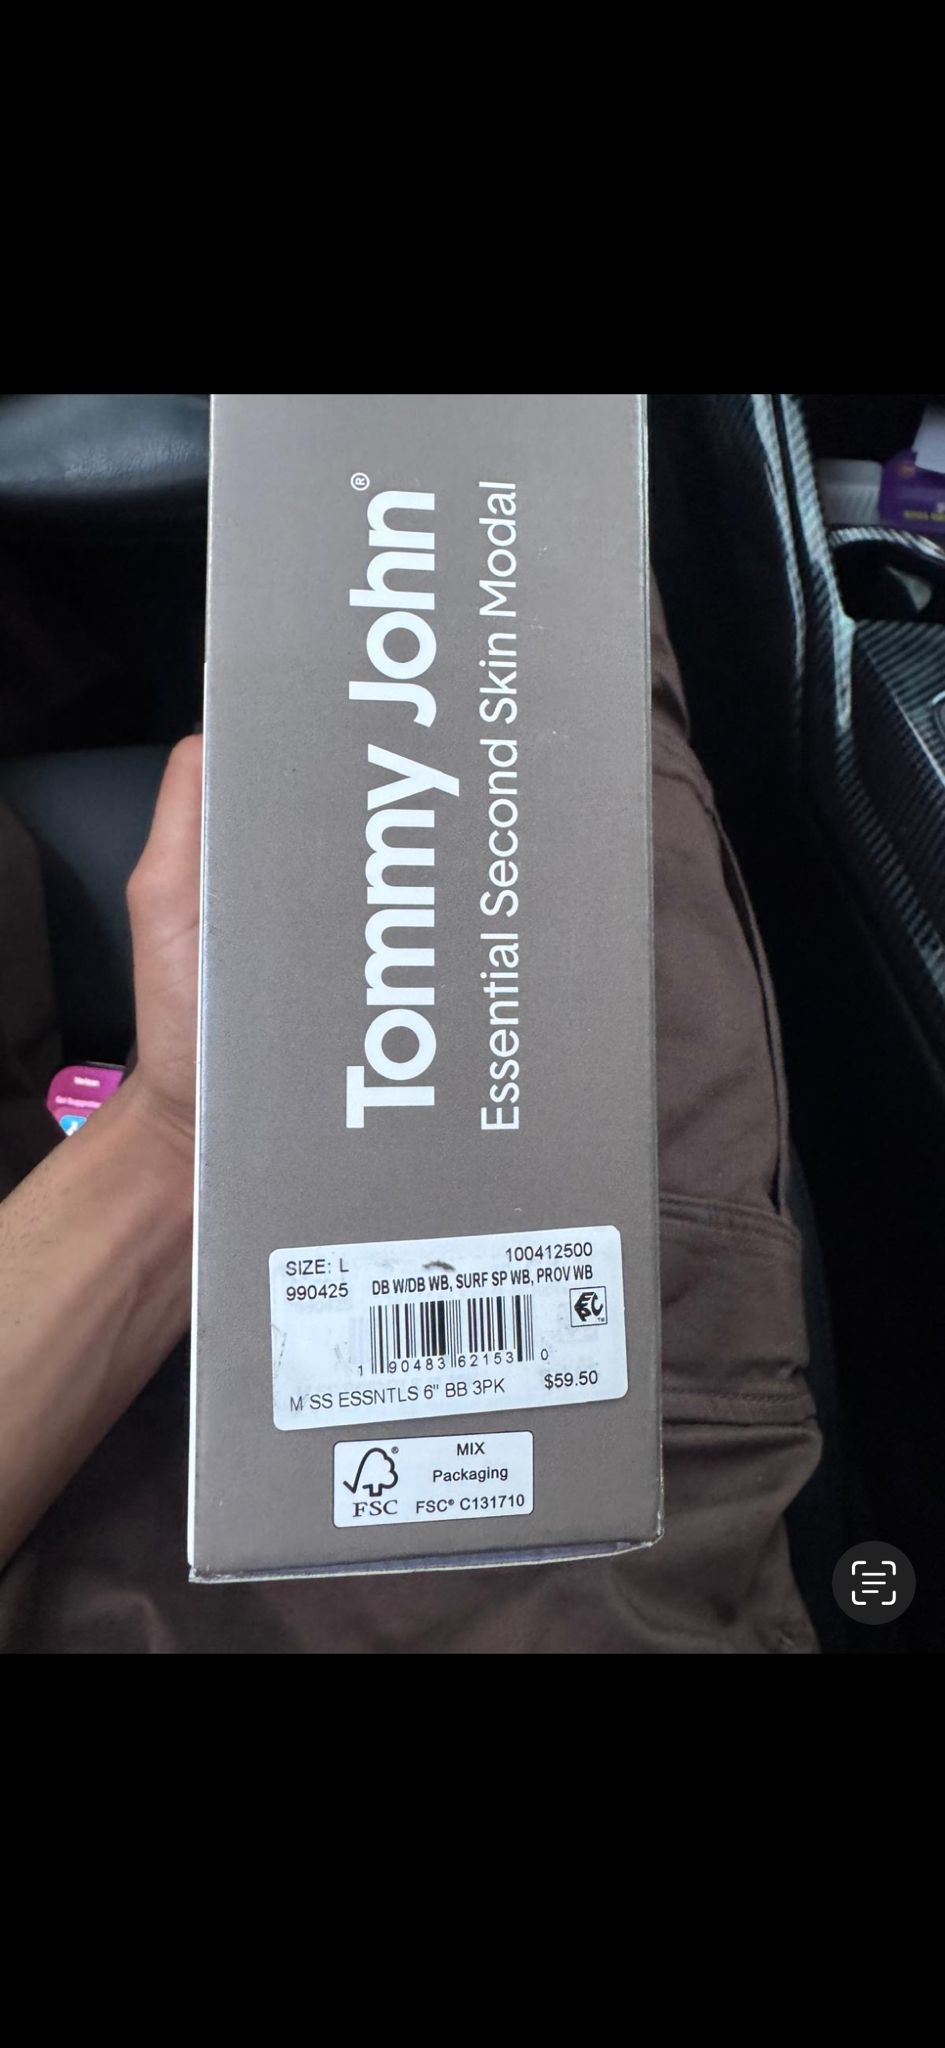 Tommy John®
Essential Second Skin Modal
SIZE: L 100412500
990425 DB W/DB WB, SURF SP WB, PROV WB
EPC™
1 90483 62153 0
M SS ESSNTLS 6" BB 3PK $59.50
FSC®
MIX
Packaging
FSC® C131710